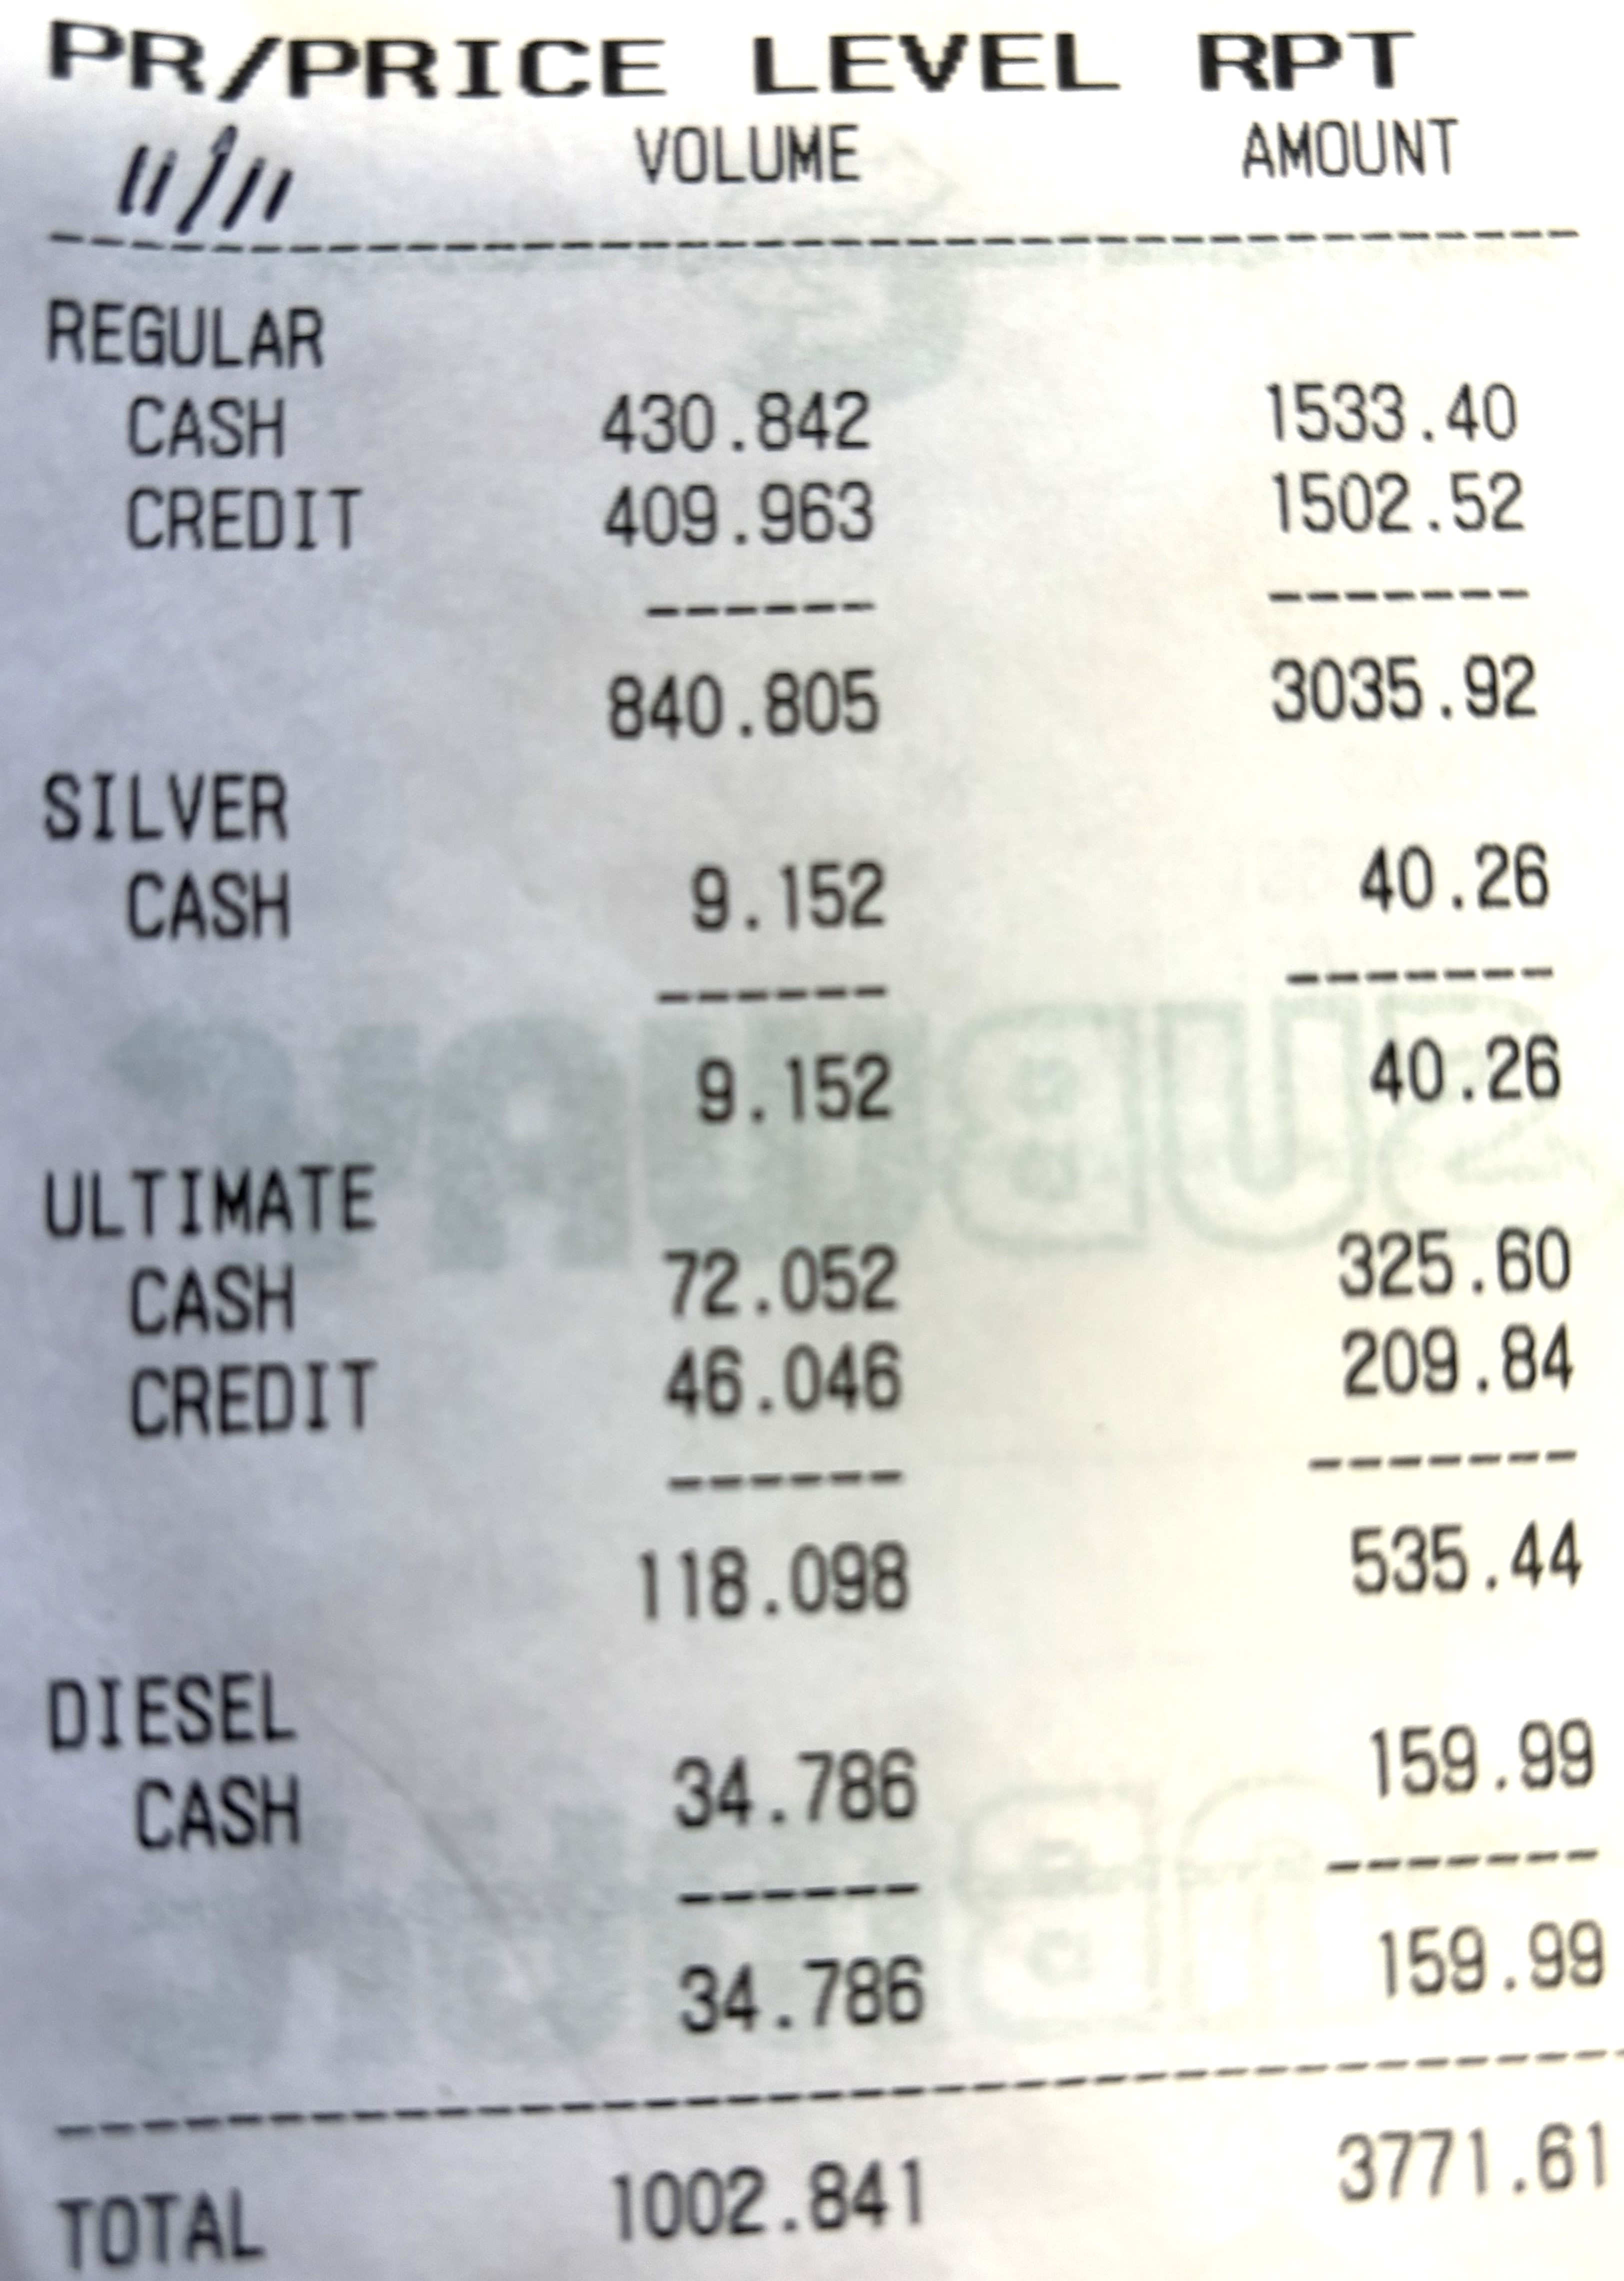 PR/PRICE LEVEL RPT
VOLUME AMOUNT
11/11
REGULAR
CASH 430.842 1533.40
CREDIT 409.963 1502.52
------ -------
840.805 3035.92
SILVER
CASH 9.152 40.26
------ -------
9.152 40.26
ULTIMATE
CASH 72.052 325.60
CREDIT 46.046 209.84
------ -------
118.098 535.44
DIESEL
CASH 34.786 159.99
------ -------
34.786 159.99
TOTAL 1002.841 3771.61